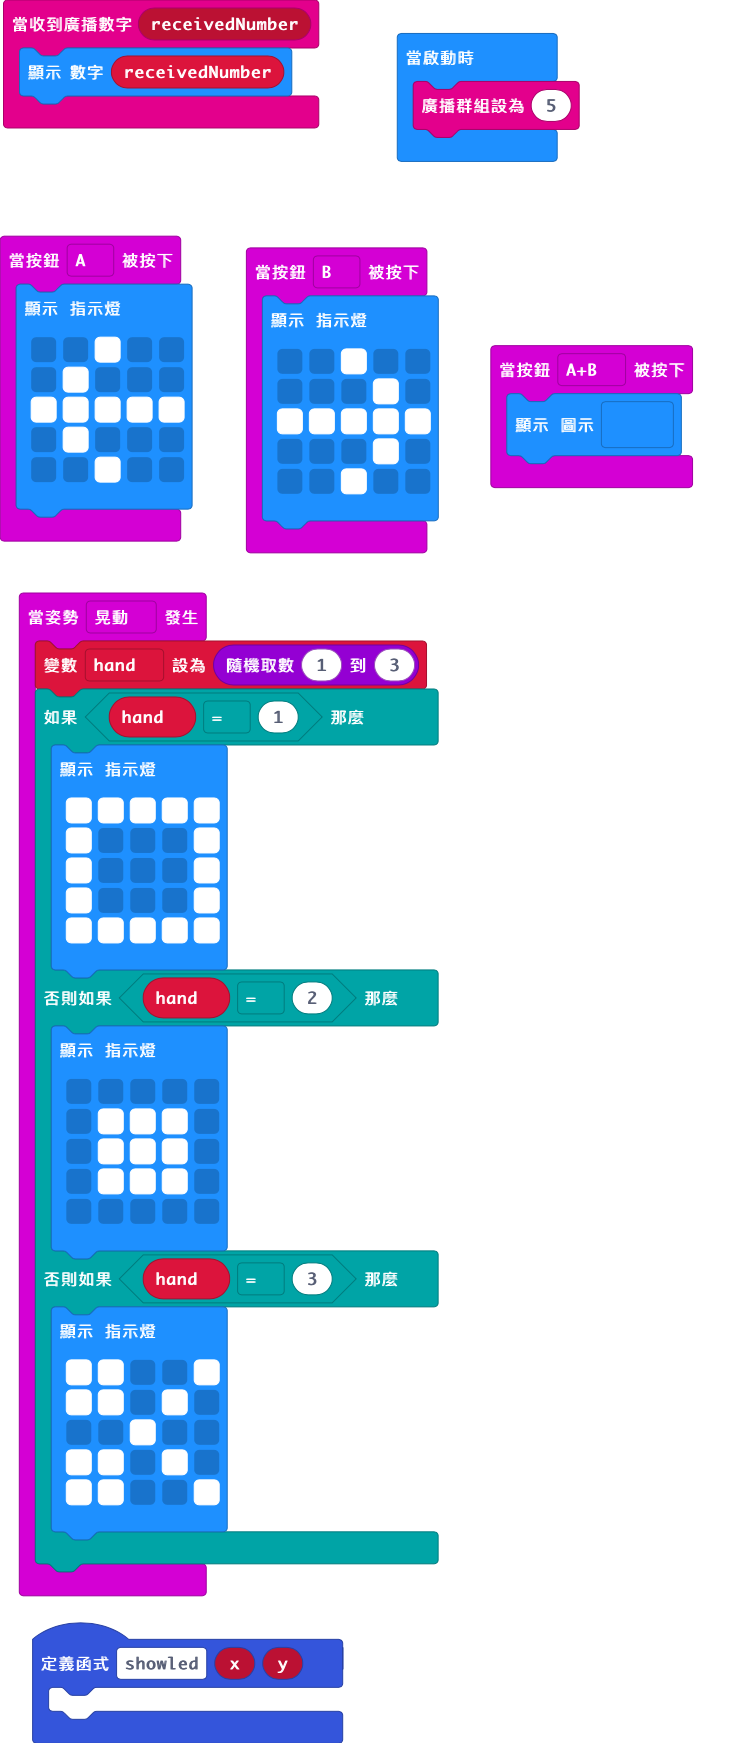 當收到廣播數字 receivedNumber
顯示 數字 receivedNumber
當啟動時
廣播群組設為 5
當按鈕 A 被按下
顯示 指示燈
當按鈕 B 被按下
顯示 指示燈
當按鈕 A+B 被按下
顯示 圖示
當姿勢 晃動 發生
變數 hand 設為 隨機取數 1 到 3
如果 hand = 1 那麼
顯示 指示燈
否則如果 hand = 2 那麼
顯示 指示燈
否則如果 hand = 3 那麼
顯示 指示燈
定義函式 showled x y